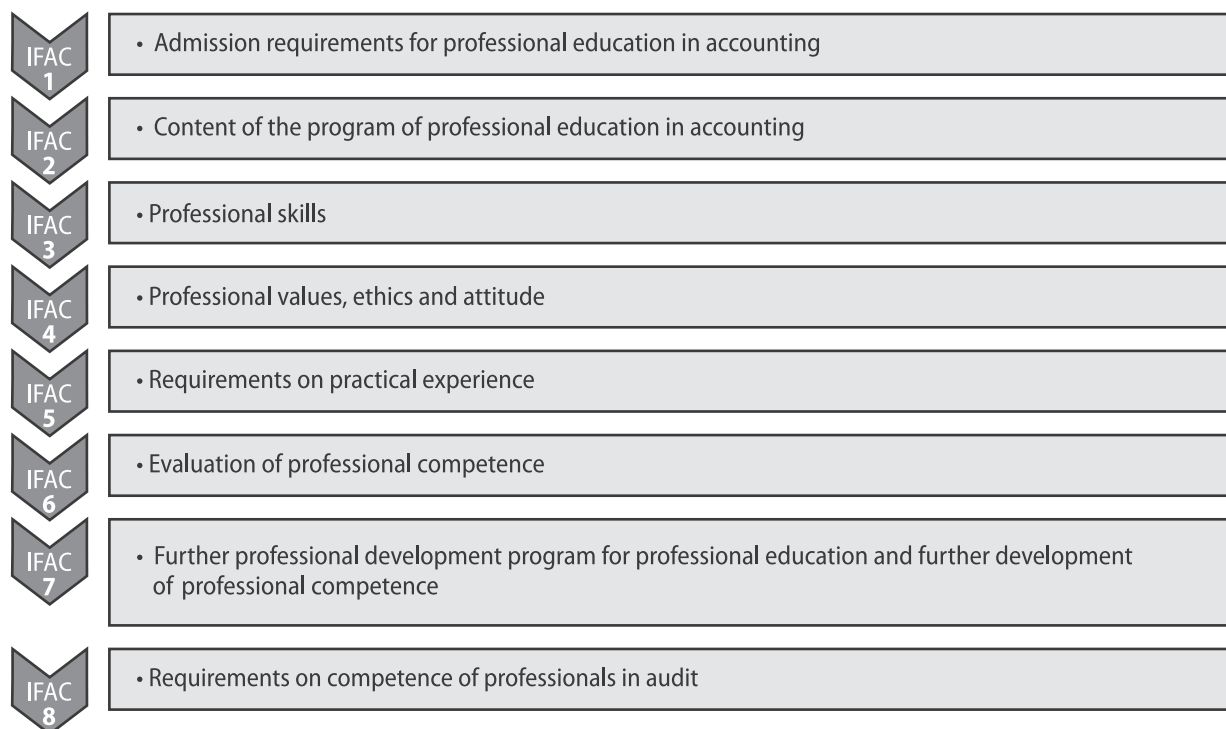 IFAC
1
• Admission requirements for professional education in accounting
IFAC
2
• Content of the program of professional education in accounting
IFAC
3
• Professional skills
IFAC
4
• Professional values, ethics and attitude
IFAC
5
• Requirements on practical experience
IFAC
6
• Evaluation of professional competence
IFAC
7
• Further professional development program for professional education and further development
of professional competence
IFAC
8
• Requirements on competence of professionals in audit